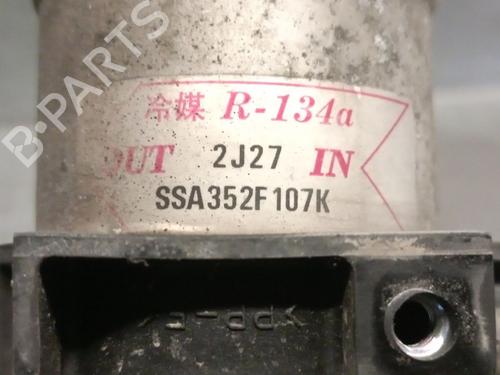 B-PARTS
冷媒 R-134a
OUT 2J27 IN
SSA352F107K